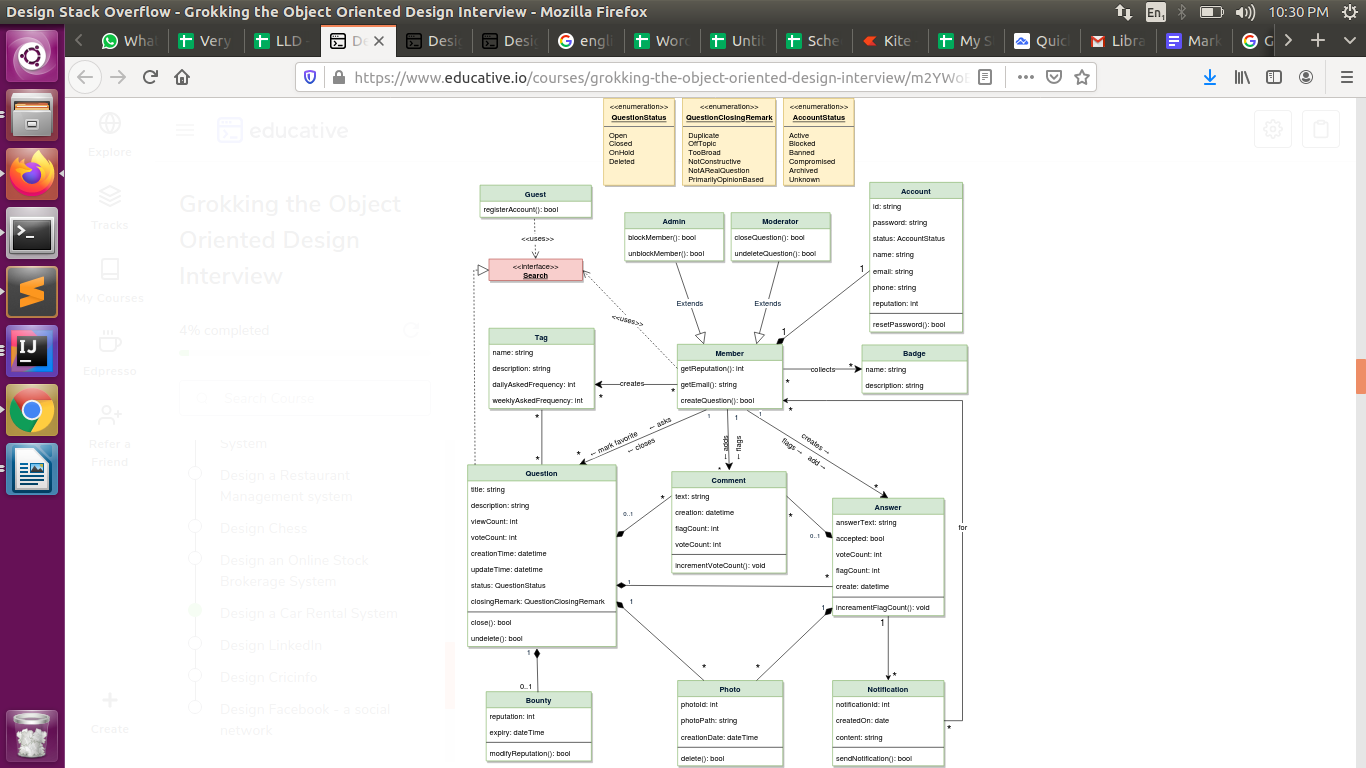 Design Stack Overflow - Grokking the Object Oriented Design Interview - Mozilla Firefox
En1
10:30 PM
What
Very
LLD -
De
Desi
Desi
engli
Word
Untit
Sche
Kite -
My S
Quic
Libra
Mark
G
https://www.educative.io/courses/grokking-the-object-oriented-design-interview/m2YWo
educative
Explore
Tracks
My Courses
Edpresso
Refer a
Friend
Create
Grokking the Object
Oriented Design
Interview
4% completed
Search Course
System
Design a Restaurant
Management system
Design Chess
Design an Online Stock
Brokerage System
Design a Car Rental System
Design LinkedIn
Design Cricinfo
Design Facebook - a social
network
<<enumeration>>
QuestionStatus
Open
Closed
OnHold
Deleted
<<enumeration>>
QuestionClosingRemark
Duplicate
OffTopic
TooBroad
NotConstructive
NotARealQuestion
PrimarilyOpinionBased
<<enumeration>>
AccountStatus
Active
Blocked
Banned
Compromised
Archived
Unknown
Guest
registerAccount(): bool
<<uses>>
<<interface>>
Search
Admin
blockMember(): bool
unblockMember(): bool
Moderator
closeQuestion(): bool
undeleteQuestion(): bool
Account
id: string
password: string
status: AccountStatus
name: string
email: string
phone: string
reputation: int
resetPassword(): bool
1
1
Extends
Extends
<<uses>>
Tag
name: string
description: string
dailyAskedFrequency: int
weeklyAskedFrequency: int
creates
*
*
Member
getReputation(): int
getEmail(): string
createQuestion(): bool
collects
*
*
*
Badge
name: string
description: string
*
*
← asks
← mark favorite
← closes
*
1
1
1
adds
flags
*
creates
flags
add
*
for
Question
title: string
description: string
viewCount: int
voteCount: int
creationTime: datetime
updateTime: datetime
status: QuestionStatus
closingRemark: QuestionClosingRemark
close(): bool
undelete(): bool
Comment
text: string
creation: datetime
flagCount: int
voteCount: int
incrementVoteCount(): void
*
0..1
*
0..1
Answer
answerText: string
accepted: bool
voteCount: int
flagCount: int
create: datetime
increamentFlagCount(): void
1
*
1
*
1
*
1
*
1
0..1
Bounty
reputation: int
expiry: dateTime
modifyReputation(): bool
Photo
photoId: int
photoPath: string
creationDate: dateTime
delete(): bool
Notification
notificationId: int
createdOn: date
content: string
sendNotification(): bool
*